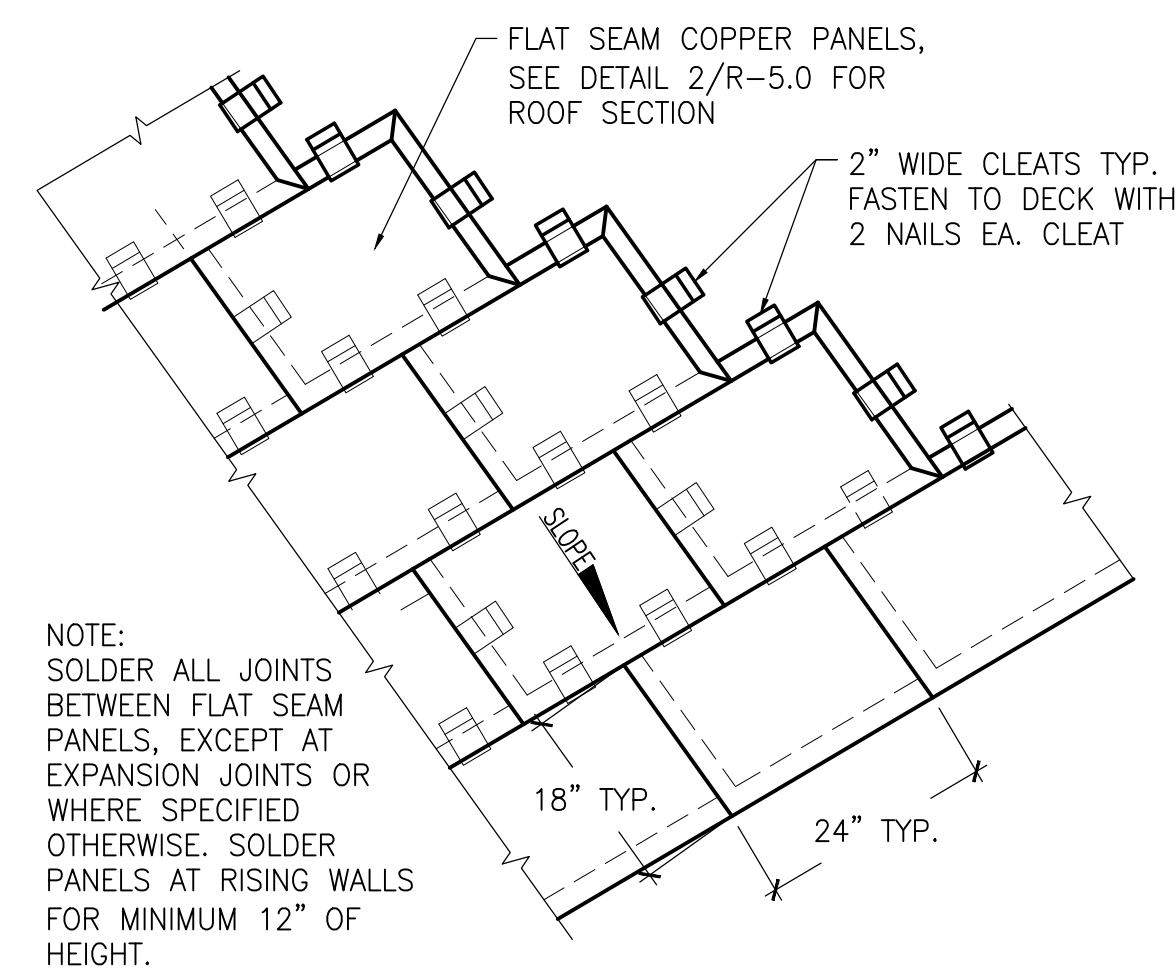 FLAT SEAM COPPER PANELS,
SEE DETAIL 2/R-5.0 FOR
ROOF SECTION
2" WIDE CLEATS TYP.
FASTEN TO DECK WITH
2 NAILS EA. CLEAT
SLOPE
NOTE:
SOLDER ALL JOINTS
BETWEEN FLAT SEAM
PANELS, EXCEPT AT
EXPANSION JOINTS OR
WHERE SPECIFIED
OTHERWISE. SOLDER
PANELS AT RISING WALLS
FOR MINIMUM 12" OF
HEIGHT.
18" TYP.
24" TYP.